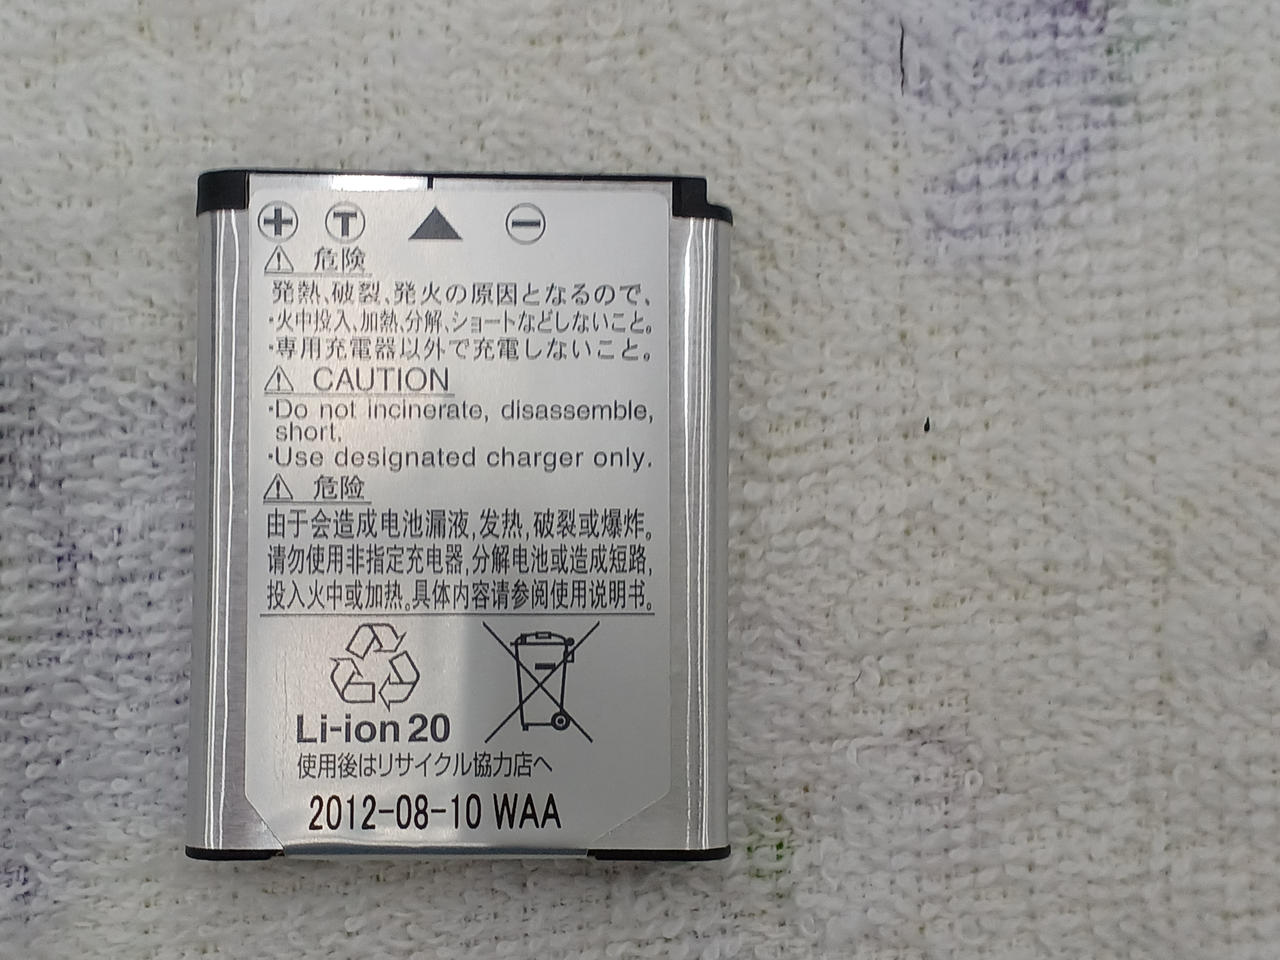 + T ▲ −
⚠ 危険
発熱、破裂、発火の原因となるので、
・火中投入、加熱、分解、ショートなどしないこと。
・専用充電器以外で充電しないこと。
⚠ CAUTION
・Do not incinerate, disassemble,
short.
・Use designated charger only.
⚠ 危险
由于会造成电池漏液,发热,破裂或爆炸。
请勿使用非指定充电器,分解电池或造成短路,
投入火中或加热。具体内容请参阅使用说明书。
Li-ion 20
使用後はリサイクル協力店へ
2012-08-10 WAA